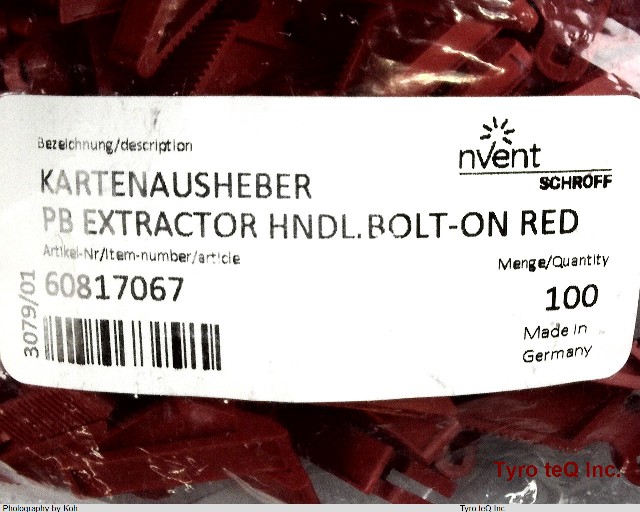 Bezeichnung/description
nvent
SCHROFF
KARTENAUSHEBER
PB EXTRACTOR HNDL.BOLT-ON RED
Artikel-Nr/Item-number/article
60817067
Menge/Quantity
100
Made in
Germany
3079/01
Tyro teQ Inc.
Photography by Koh
Tyro teQ Inc